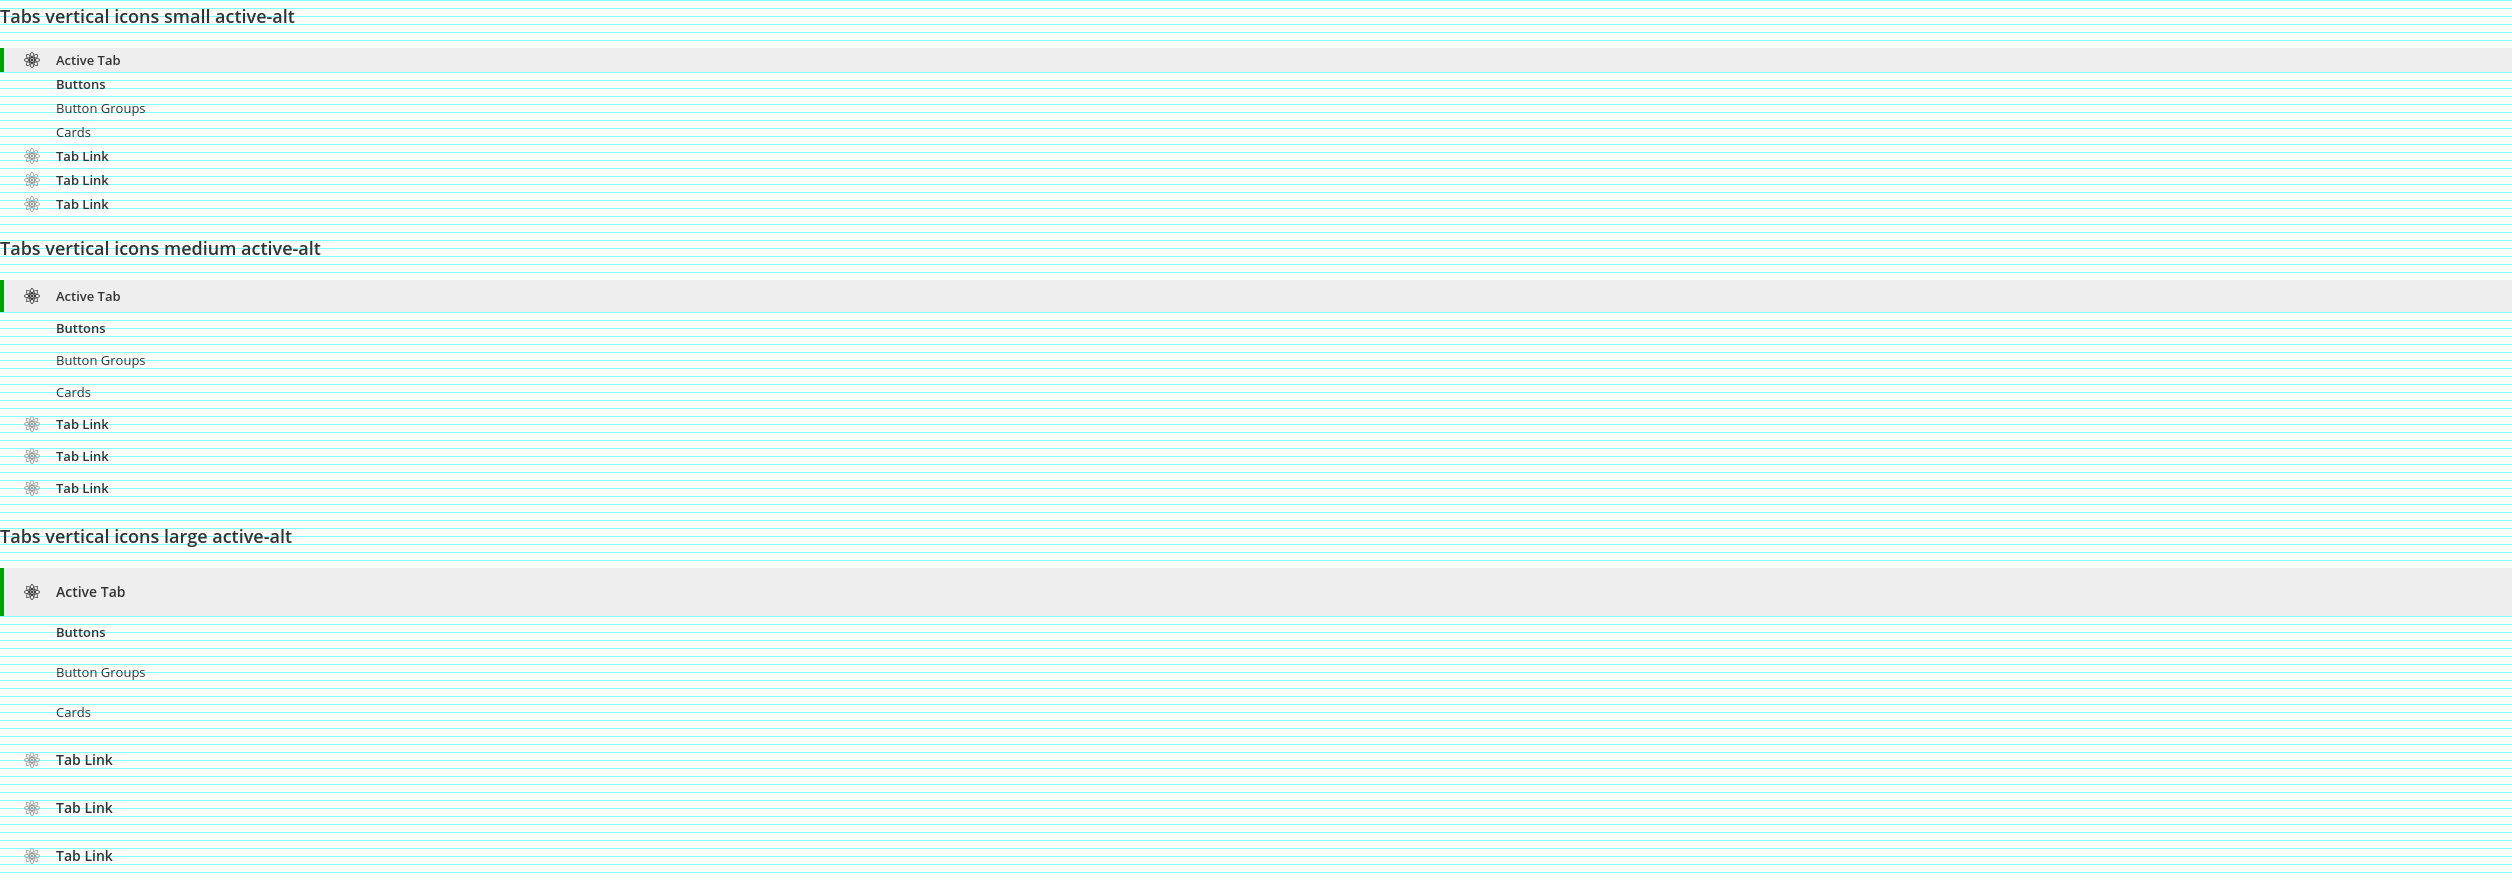 Tabs vertical icons small active-alt
Active Tab
Buttons
Button Groups
Cards
Tab Link
Tab Link
Tab Link
Tabs vertical icons medium active-alt
Active Tab
Buttons
Button Groups
Cards
Tab Link
Tab Link
Tab Link
Tabs vertical icons large active-alt
Active Tab
Buttons
Button Groups
Cards
Tab Link
Tab Link
Tab Link